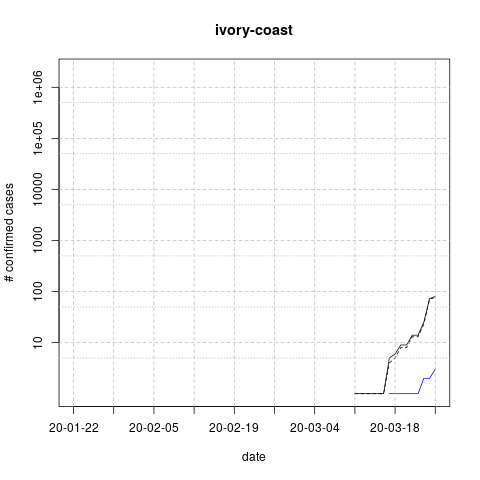 ivory-coast
# confirmed cases
1e+06
1e+05
10000
1000
100
10
20-01-22
20-02-05
20-02-19
20-03-04
20-03-18
date